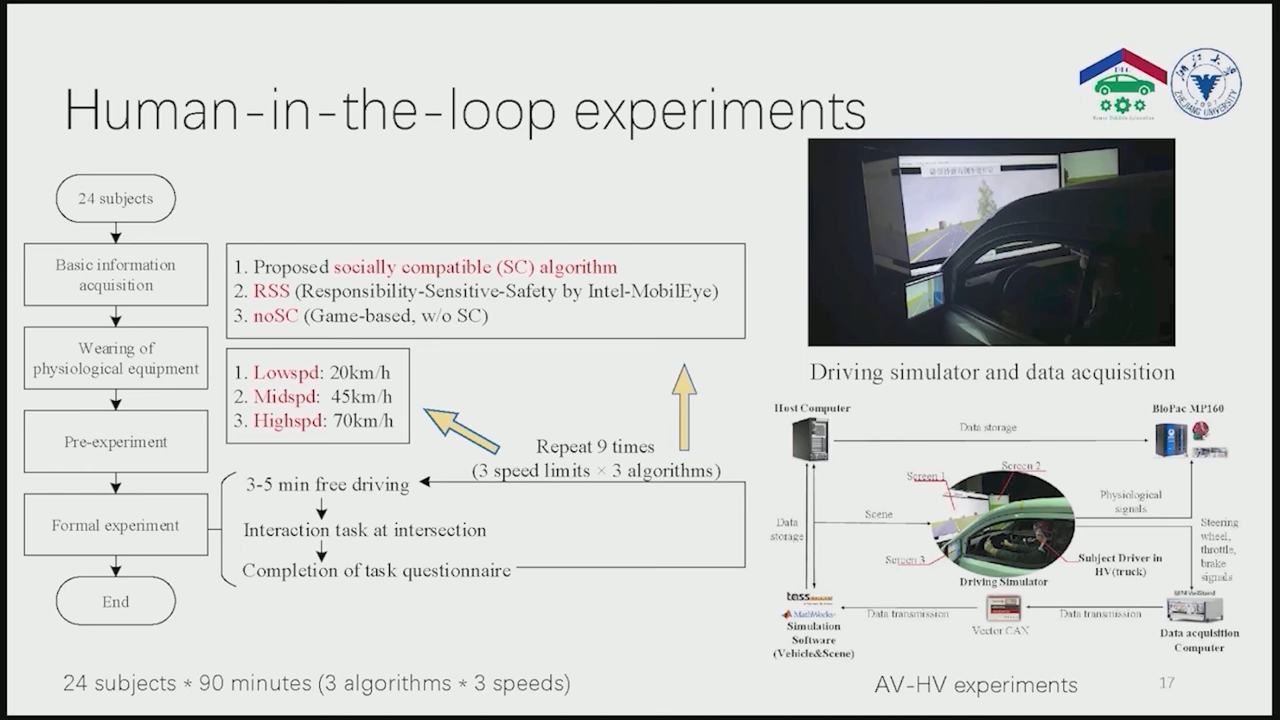 Human-in-the-loop experiments
24 subjects
Basic information
acquisition
Wearing of
physiological equipment
Pre-experiment
Formal experiment
End
1. Proposed socially compatible (SC) algorithm
2. RSS (Responsibility-Sensitive-Safety by Intel-MobilEye)
3. noSC (Game-based, w/o SC)
1. Lowspd: 20km/h
2. Midspd: 45km/h
3. Highspd: 70km/h
Repeat 9 times
(3 speed limits × 3 algorithms)
3-5 min free driving
Interaction task at intersection
Completion of task questionnaire
24 subjects * 90 minutes (3 algorithms * 3 speeds)
ZHEJIANG UNIVERSITY
Driving simulator and data acquisition
Host Computer
BioPac MP160
Data storage
Screen 1
Screen 2
Physiological
signals
Scene
Data
storage
Steering
wheel,
throttle,
brake
signals
Screen 3
Subject Driver in
HV(truck)
Driving Simulator
tass
MathWorks
Data transmission
Data transmission
Simulation
Software
(Vehicle&Scene)
Vector CAN
Data acquisition
Computer
AV-HV experiments
17